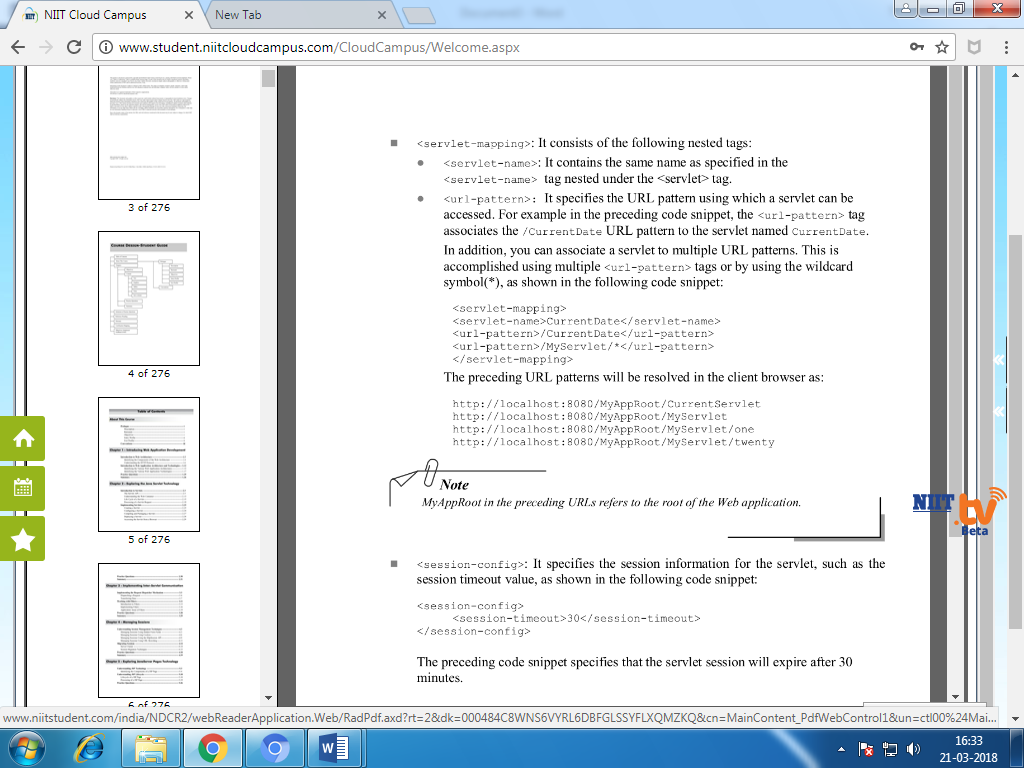 NIIT Cloud Campus
New Tab
www.student.niitcloudcampus.com/CloudCampus/Welcome.aspx
3 of 276
COURSE DESIGN-STUDENT GUIDE
4 of 276
Table of Contents
About This Course
5 of 276
6 of 276
<servlet-mapping>: It consists of the following nested tags:
<servlet-name>: It contains the same name as specified in the
<servlet-name> tag nested under the <servlet> tag.
<url-pattern>: It specifies the URL pattern using which a servlet can be
accessed. For example in the preceding code snippet, the <url-pattern> tag
associates the /CurrentDate URL pattern to the servlet named CurrentDate.
In addition, you can associate a servlet to multiple URL patterns. This is
accomplished using multiple <url-pattern> tags or by using the wildcard
symbol(*), as shown in the following code snippet:
<servlet-mapping>
<servlet-name>CurrentDate</servlet-name>
<url-pattern>/CurrentDate</url-pattern>
<url-pattern>/MyServlet/*</url-pattern>
</servlet-mapping>
The preceding URL patterns will be resolved in the client browser as:
http://localhost:8080/MyAppRoot/CurrentServlet
http://localhost:8080/MyAppRoot/MyServlet
http://localhost:8080/MyAppRoot/MyServlet/one
http://localhost:8080/MyAppRoot/MyServlet/twenty
Note
MyAppRoot in the preceding URLs refers to the root of the Web application.
NIIT.tv
Beta
<session-config>: It specifies the session information for the servlet, such as the
session timeout value, as shown in the following code snippet:
<session-config>
<session-timeout>30</session-timeout>
</session-config>
The preceding code snippet specifies that the servlet session will expire after 30
minutes.
www.niitstudent.com/india/NDCR2/webReaderApplication.Web/RadPdf.axd?rt=2&dk=000484C8WNS6VYRL6DBFGLSSYFLXQMZKQ&cn=MainContent_PdfWebControl1&un=ctl00%24Mai...
16:33
21-03-2018